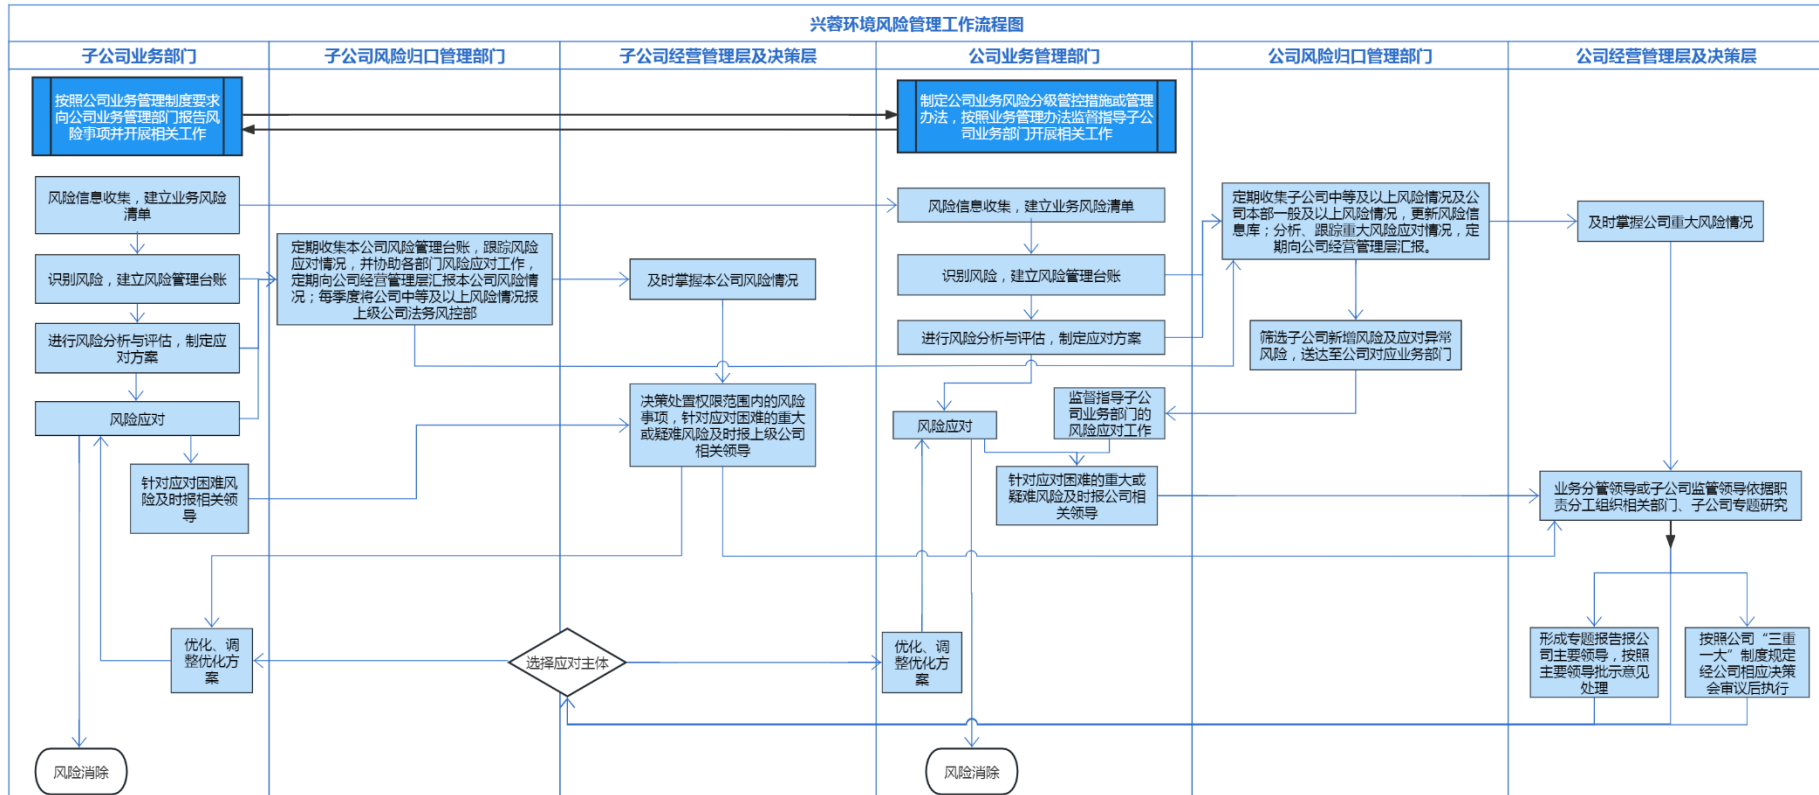 兴蓉环境风险管理工作流程图
子公司业务部门
子公司风险归口管理部门
子公司经营管理层及决策层
公司业务管理部门
公司风险归口管理部门
公司经营管理层及决策层
按照公司业务管理制度要求
向公司业务管理部门报告风
险事项并开展相关工作
制定公司业务风险分级管控措施或管理
办法，按照业务管理办法监督指导子公
司业务部门开展相关工作
风险信息收集，建立业务风险
清单
识别风险，建立风险管理台账
进行风险分析与评估，制定应
对方案
风险应对
针对应对困难风
险及时报相关领
导
优化、调
整优化方
案
风险消除
定期收集本公司风险管理台账，跟踪风险
应对情况，并协助各部门风险应对工作，
定期向公司经营管理层汇报本公司风险情
况；每季度将公司中等及以上风险情况报
上级公司法务风控部
及时掌握本公司风险情况
决策处置权限范围内的风险
事项，针对应对困难的重大
或疑难风险及时报上级公司
相关领导
选择应对主体
风险信息收集，建立业务风险清单
识别风险，建立风险管理台账
进行风险分析与评估，制定应对方案
风险应对
监督指导子公
司业务部门的
风险应对工作
针对应对困难的重大或
疑难风险及时报公司相
关领导
优化、调
整优化方
案
风险消除
定期收集子公司中等及以上风险情况及公
司本部一般及以上风险情况，更新风险信
息库；分析、跟踪重大风险应对情况，定
期向公司经营管理层汇报。
筛选子公司新增风险及应对异常
风险，送达至公司对应业务部门
及时掌握公司重大风险情况
业务分管领导或子公司监管领导依据职
责分工组织相关部门、子公司专题研究
形成专题报告报公
司主要领导，按照
主要领导批示意见
处理
按照公司“三重
一大”制度规定
经公司相应决策
会审议后执行